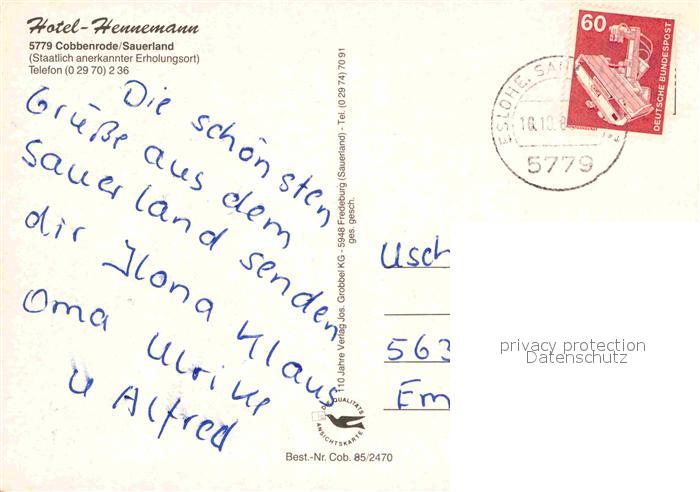 Hotel-Hennemann
5779 Cobbenrode/Sauerland
(Staatlich anerkannter Erholungsort)
Telefon (0 29 70) 2 36
Die schönsten
Grüße aus dem
Sauerland senden
dir Ilona Klaus
Oma Ulrike
u Alfred
110 Jahre Verlag Jos. Grobbel KG - 5948 Fredeburg (Sauerland) - Tel. (0 29 74) 70 91
ges. gesch.
QUALITÄTS
ANSICHTSKARTE
Best.-Nr. Cob. 85/2470
60
DEUTSCHE BUNDESPOST
ESLOHE, SAU
5779
Usch
563
Em
privacy protection
Datenschutz